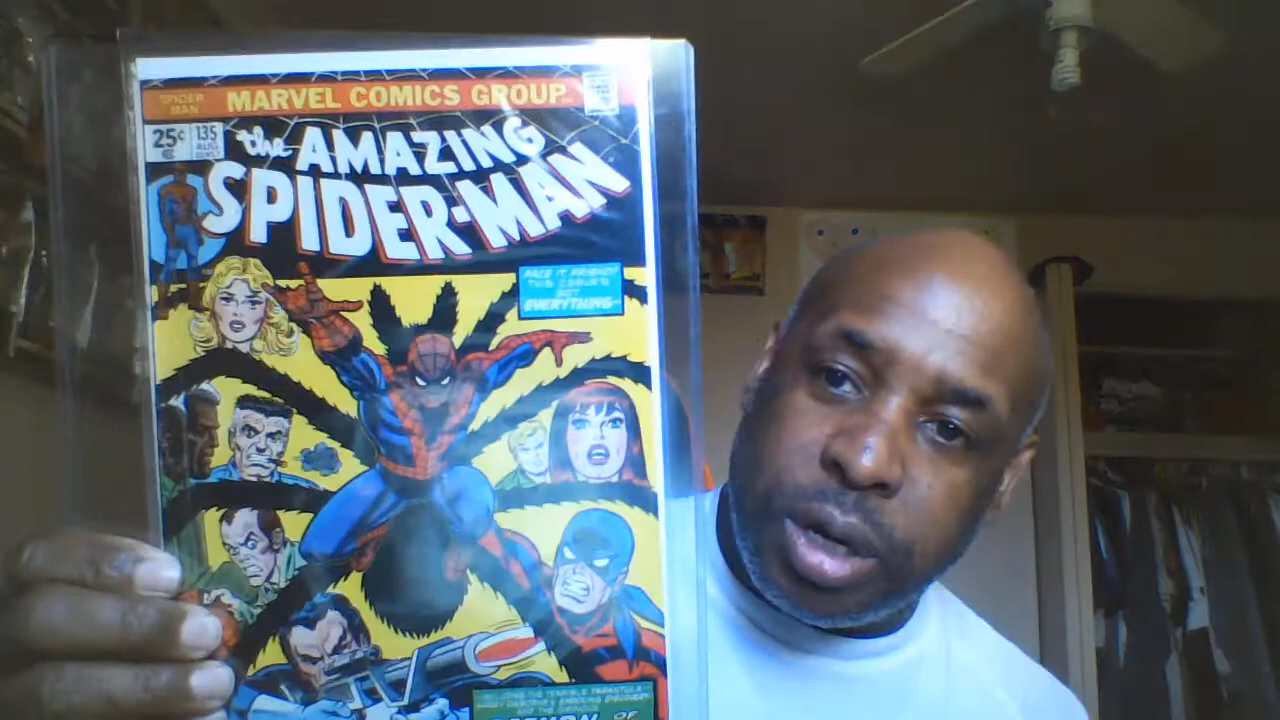 SPIDER
MAN
MARVEL COMICS GROUP
25¢
135
AUG
the AMAZING
SPIDER-MAN
FACE IT, FRIEND!
THIS ISSUE'S
GOT
EVERYTHING--
OF